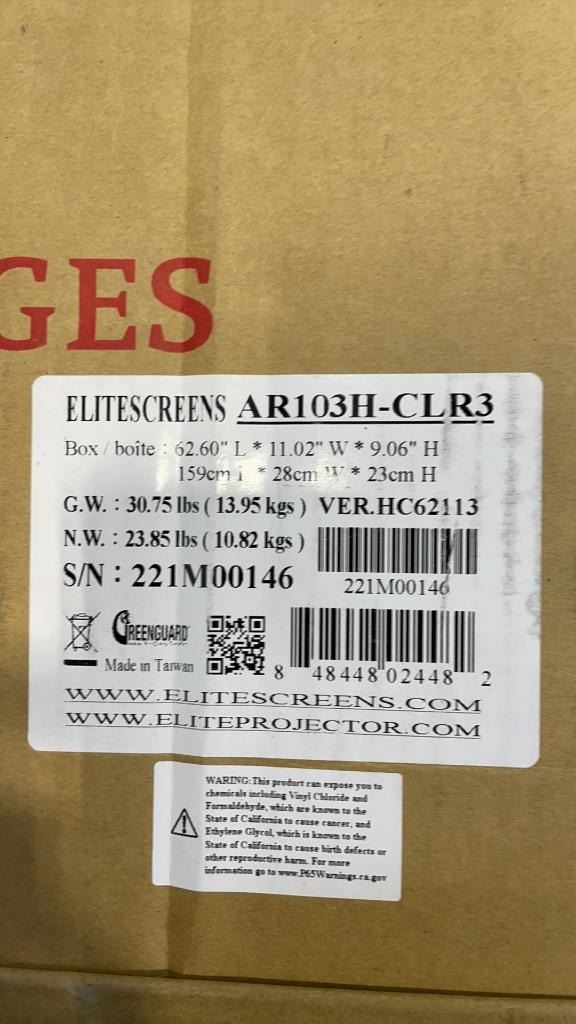 GES
ELITESCREENS AR103H-CLR3
Box / boîte : 62.60" L * 11.02" W * 9.06" H
159cm L * 28cm W * 23cm H
G.W. : 30.75 lbs ( 13.95 kgs ) VER.HC62113
N.W. : 23.85 lbs ( 10.82 kgs )
S/N : 221M00146
221M00146
GREENGUARD
Made in Taiwan
8 48448 02448 2
WWW.ELITESCREENS.COM
WWW.ELITEPROJECTOR.COM
WARING: This product can expose you to
chemicals including Vinyl Chloride and
Formaldehyde, which are known to the
State of California to cause cancer, and
Ethylene Glycol, which is known to the
State of California to cause birth defects or
other reproductive harm. For more
information go to www.P65Warnings.ca.gov